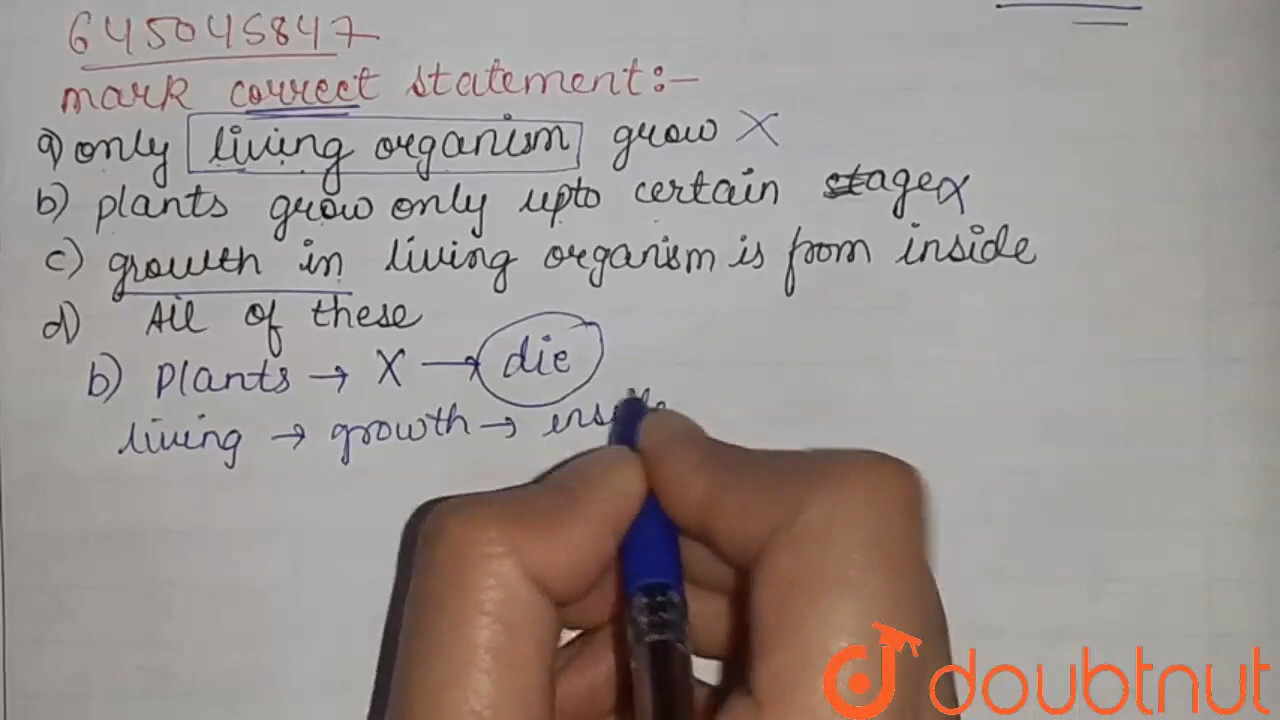 645045847
mark correct statement:-
a) only living organism grow X
b) plants grow only upto certain stage X
c) growth in living organism is from inside
d) All of these
b) Plants → X → die
living → growth →
doubtnut